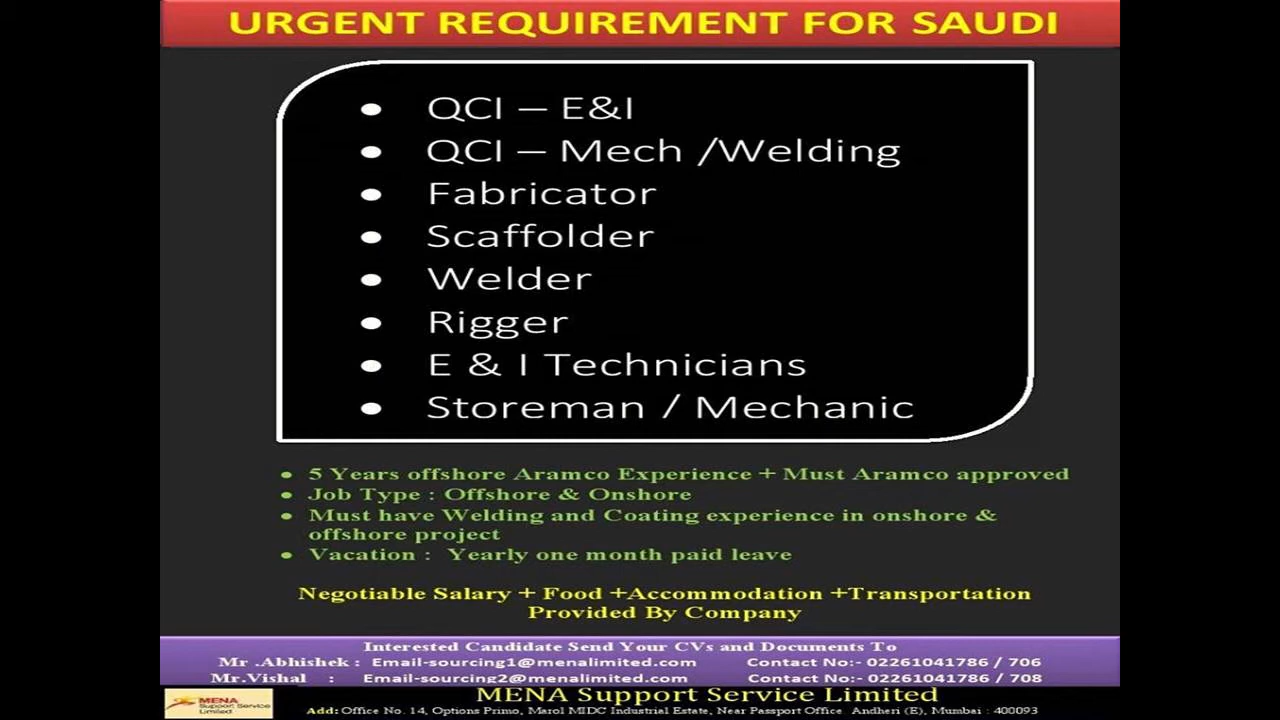 URGENT REQUIREMENT FOR SAUDI
• QCI – E&I
• QCI – Mech /Welding
• Fabricator
• Scaffolder
• Welder
• Rigger
• E & I Technicians
• Storeman / Mechanic
• 5 Years offshore Aramco Experience + Must Aramco approved
• Job Type : Offshore & Onshore
• Must have Welding and Coating experience in onshore &
offshore project
• Vacation : Yearly one month paid leave
Negotiable Salary + Food +Accommodation +Transportation
Provided By Company
Interested Candidate Send Your CVs and Documents To
Mr .Abhishek : Email-sourcing1@menalimited.com Contact No:- 02261041786 / 706
Mr.Vishal : Email-sourcing2@menalimited.com Contact No:- 02261041786 / 708
MENA Support Service Limited
MENA
Support Service
Limited
Add: Office No. 14, Options Primo, Marol MIDC Industrial Estate, Near Passport Office Andheri (E), Mumbai : 400093